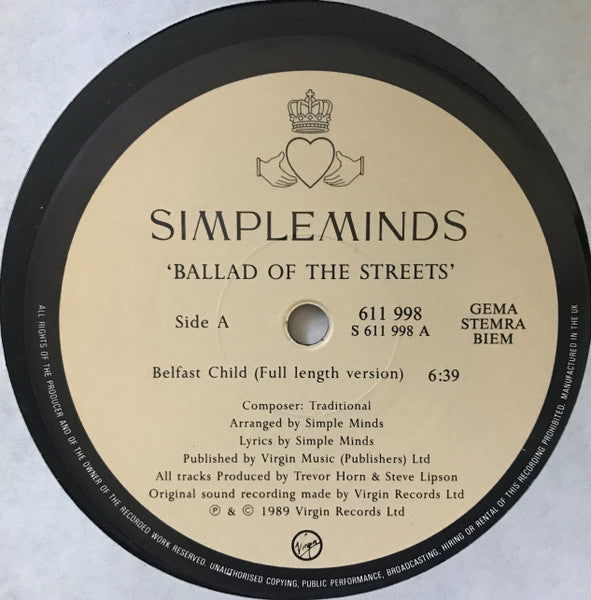 SIMPLEMINDS
‘BALLAD OF THE STREETS’
Side A
611 998
S 611 998 A
GEMA
STEMRA
BIEM
Belfast Child (Full length version) 6:39
Composer: Traditional
Arranged by Simple Minds
Lyrics by Simple Minds
Published by Virgin Music (Publishers) Ltd
All tracks Produced by Trevor Horn & Steve Lipson
Original sound recording made by Virgin Records Ltd
℗ & © 1989 Virgin Records Ltd
Virgin
ALL RIGHTS OF THE PRODUCER AND OF THE OWNER OF THE RECORDED WORK RESERVED. UNAUTHORISED COPYING, PUBLIC PERFORMANCE, BROADCASTING, HIRING OR RENTAL OF THIS RECORDING PROHIBITED. MANUFACTURED IN THE UK